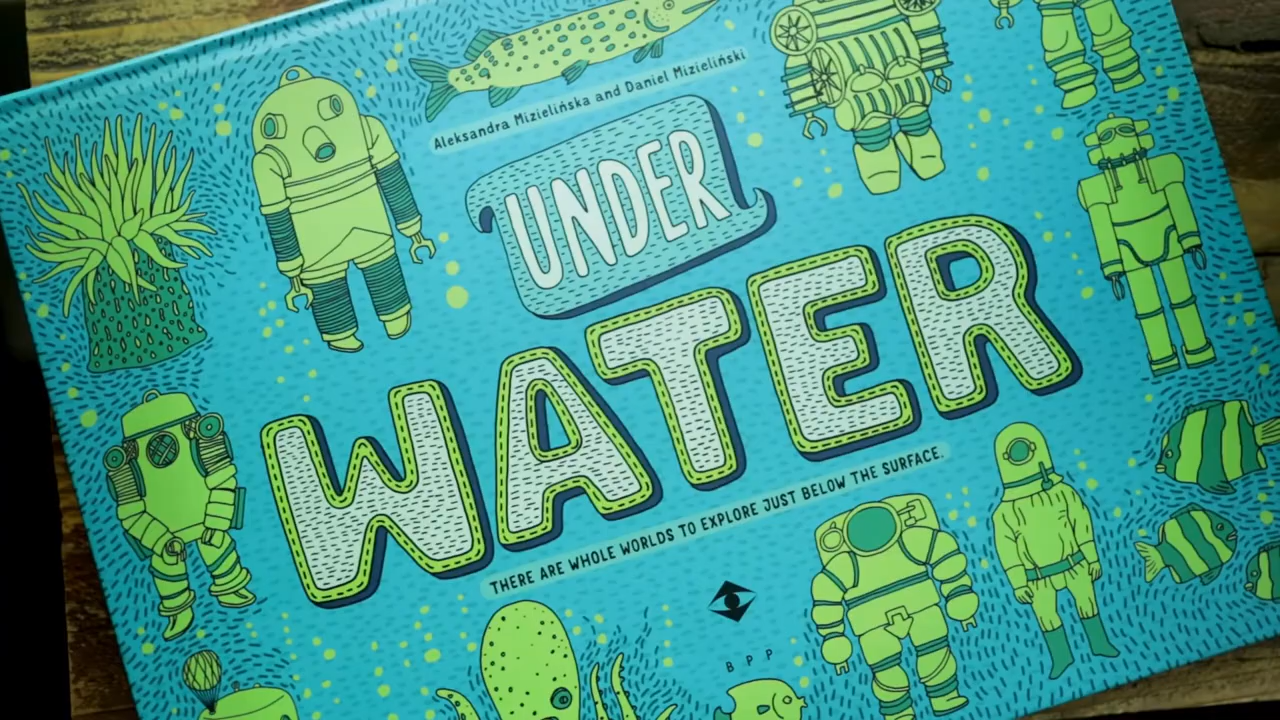 Aleksandra Mizielińska and Daniel Mizieliński
UNDER
WATER
THERE ARE WHOLE WORLDS TO EXPLORE JUST BELOW THE SURFACE.
BPP